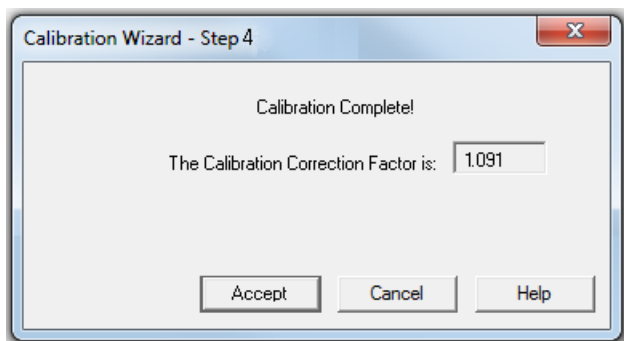 Calibration Wizard - Step 4
Calibration Complete!
The Calibration Correction Factor is: 1.091
Accept Cancel Help